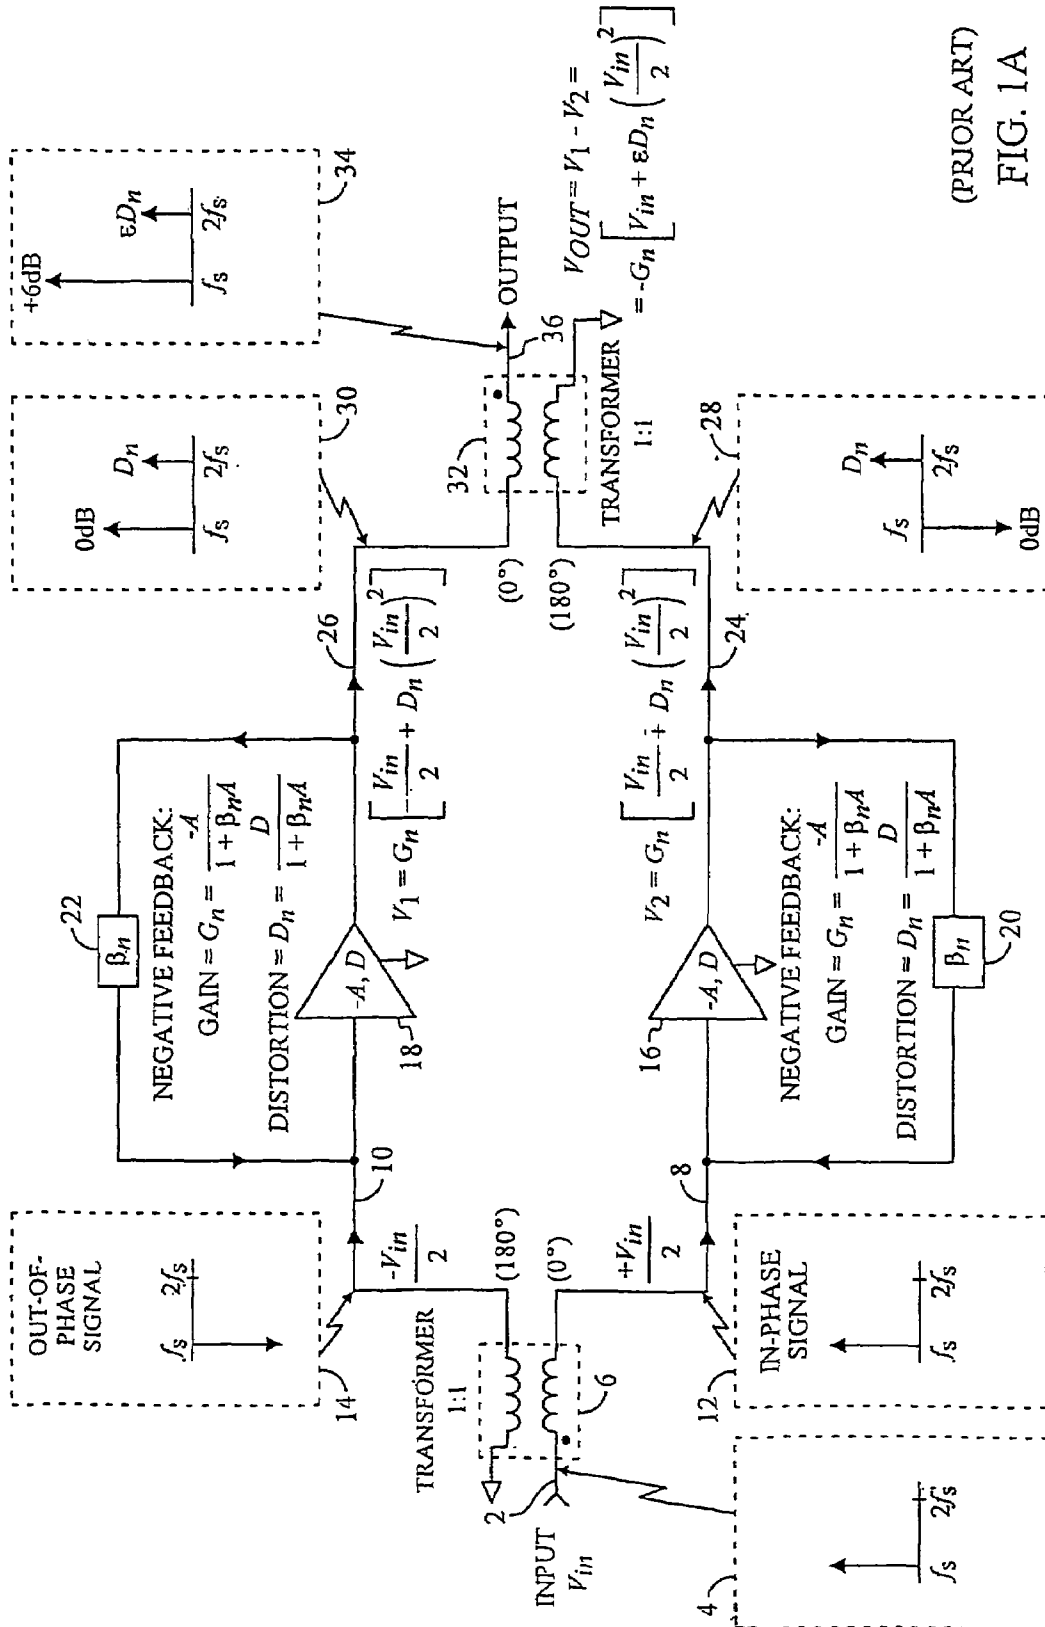 OUT-OF-
PHASE
SIGNAL
f_s 2f_s
14
-V_in/2
10
(180°)
TRANSFORMER
1:1
(0°)
+V_in/2
8
6
2
INPUT
V_in
12
IN-PHASE
SIGNAL
f_s 2f_s
4
f_s 2f_s
22
β_n
NEGATIVE FEEDBACK:
GAIN = G_n = -A/(1 + β_nA)
DISTORTION = D_n = D/(1 + β_nA)
-A, D
18
26
V_1 = G_n [-V_in/2 + D_n (V_in/2)^2]
16
-A, D
24
V_2 = G_n [V_in/2 + D_n (V_in/2)^2]
NEGATIVE FEEDBACK:
GAIN = G_n = -A/(1 + β_nA)
DISTORTION = D_n = D/(1 + β_nA)
β_n
20
0dB
D_n
f_s 2f_s
30
(0°)
(180°)
32
TRANSFORMER
1:1
36
OUTPUT
+6dB
εD_n
f_s 2f_s
34
28
D_n
f_s 2f_s
0dB
V_OUT = V_1 - V_2 =
= -G_n [V_in + εD_n (V_in/2)^2]
(PRIOR ART)
FIG. 1A